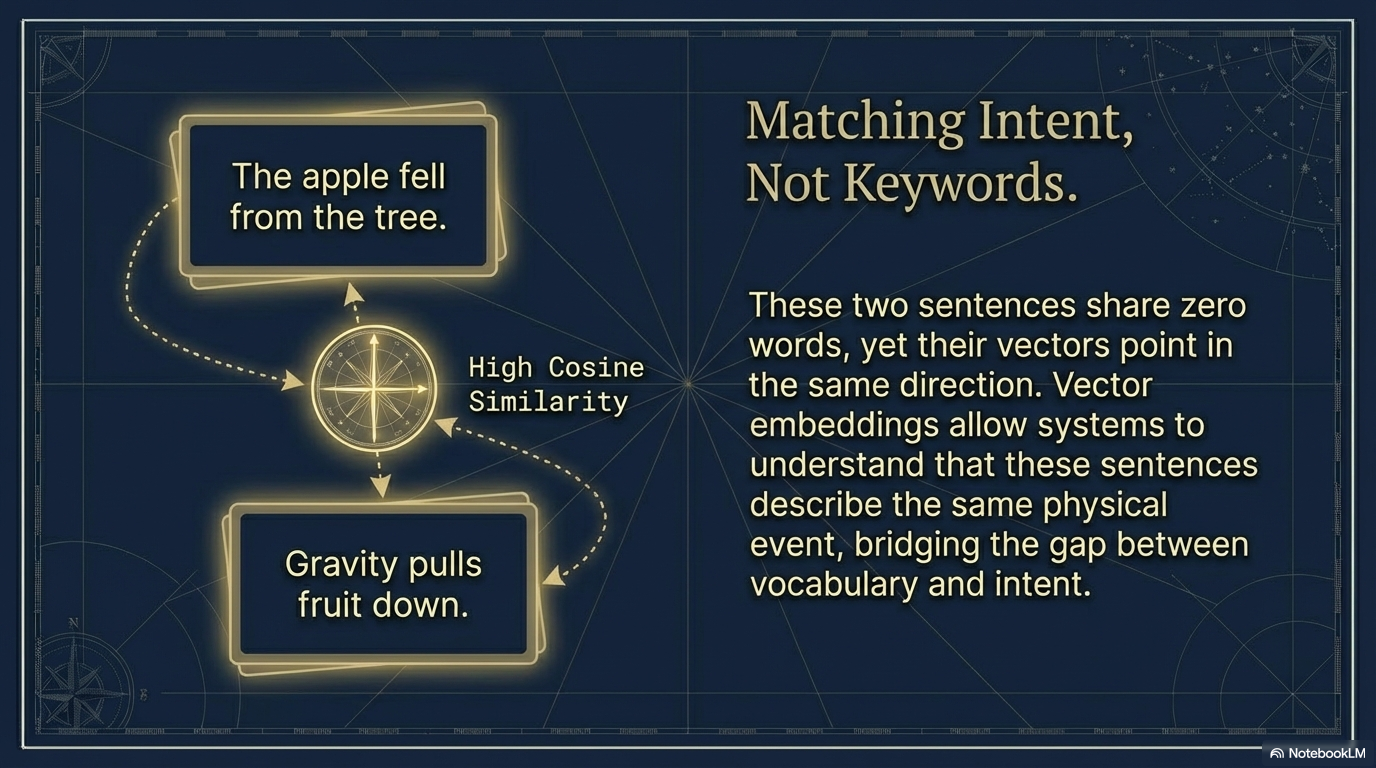 The apple fell
from the tree.
High Cosine
Similarity
Gravity pulls
fruit down.
Matching Intent,
Not Keywords.
These two sentences share zero
words, yet their vectors point in
the same direction. Vector
embeddings allow systems to
understand that these sentences
describe the same physical
event, bridging the gap between
vocabulary and intent.
N
NotebookLM